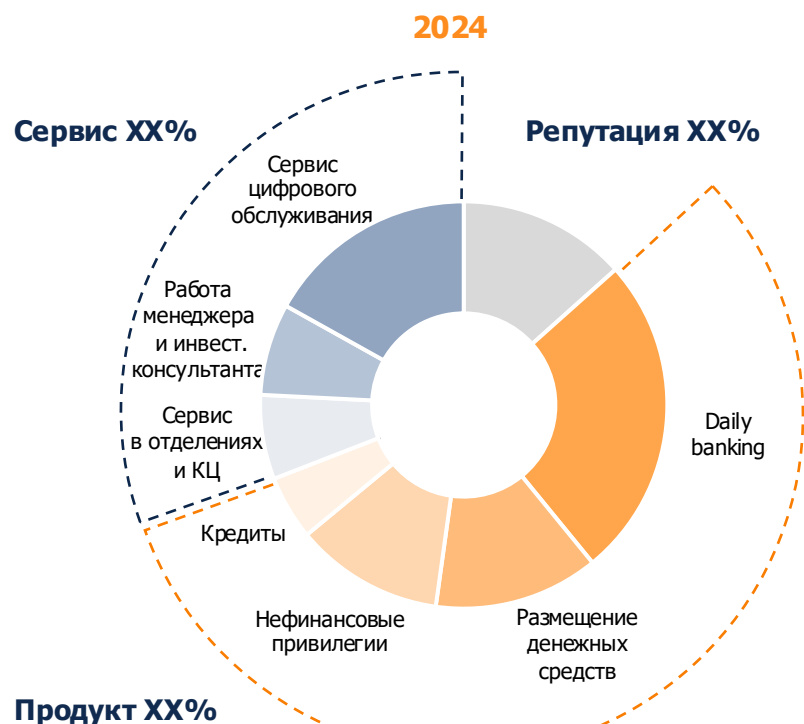 2024
Сервис XX%
Репутация XX%
Сервис
цифрового
обслуживания
Работа
менеджера
и инвест.
консультанта
Сервис
в отделениях
и КЦ
Daily
banking
Кредиты
Нефинансовые
привилегии
Размещение
денежных
средств
Продукт XX%